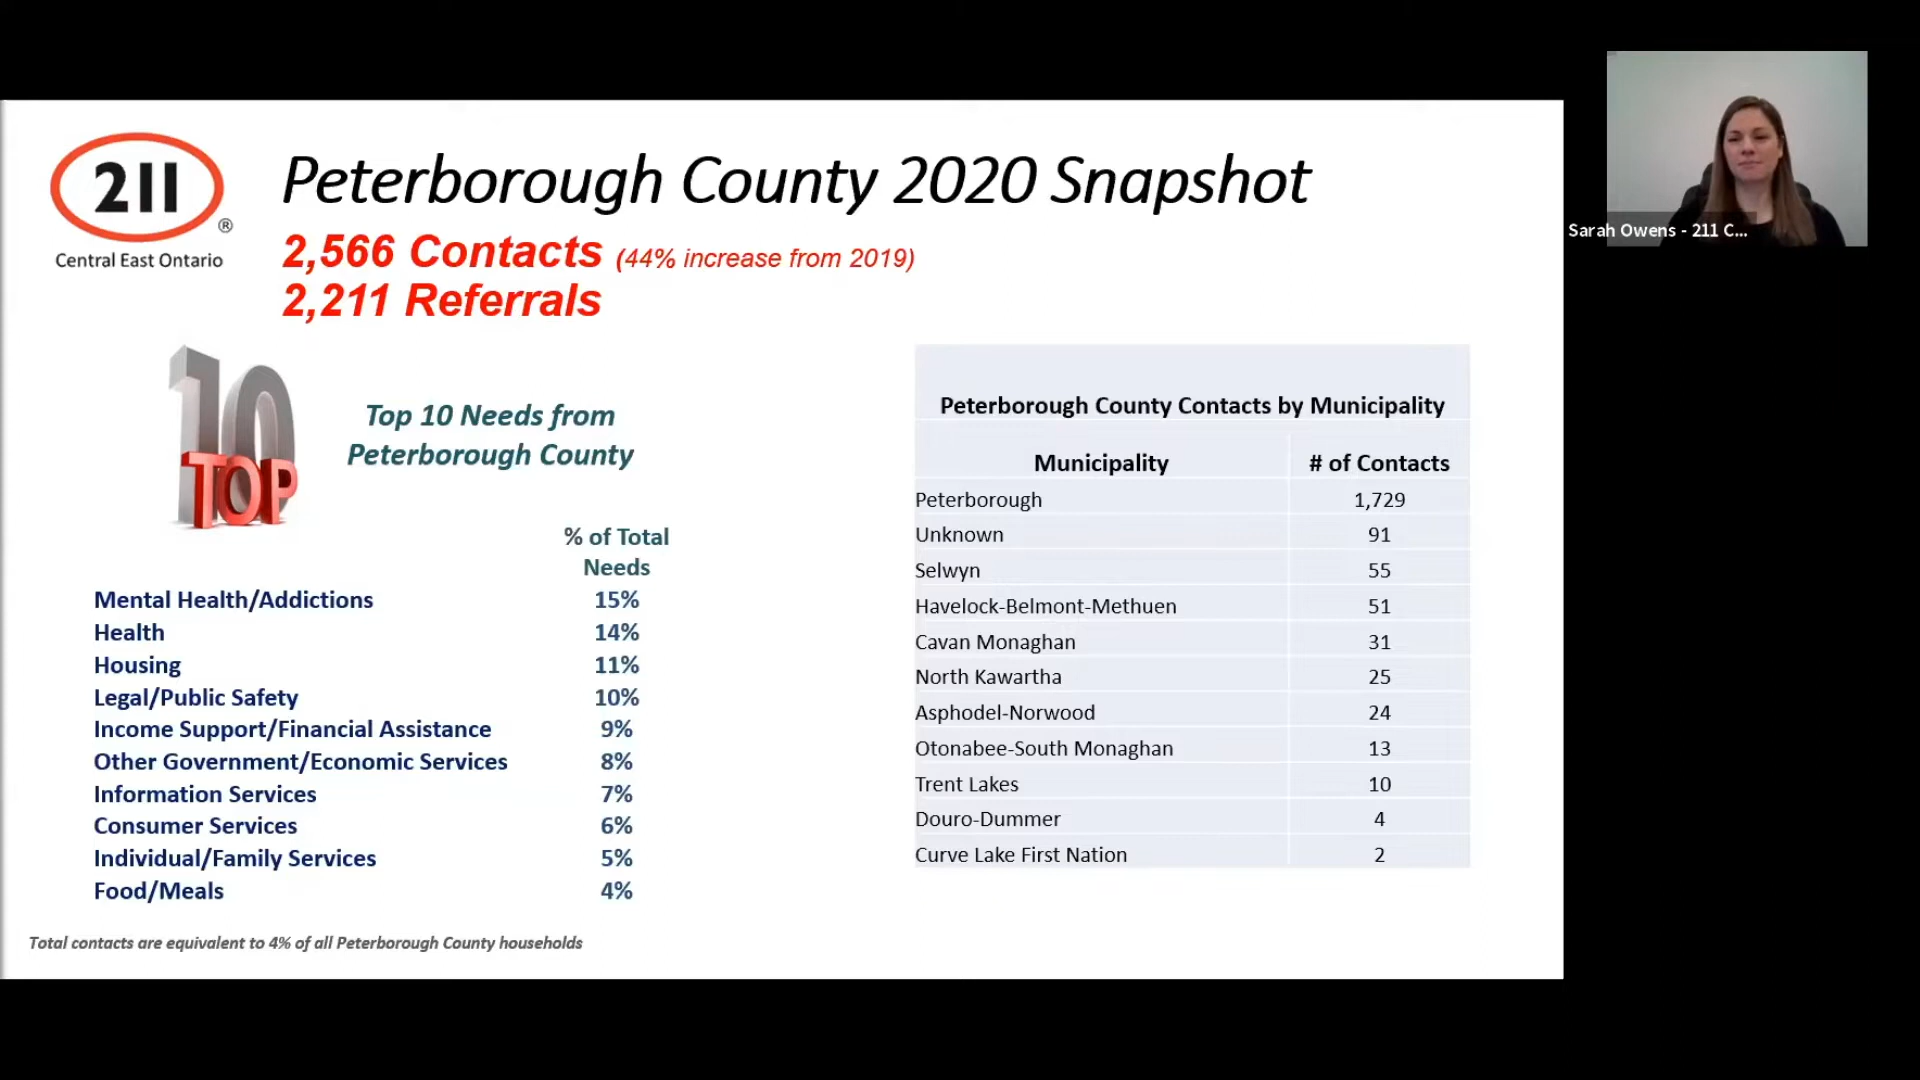 211
®
Central East Ontario
Peterborough County 2020 Snapshot
2,566 Contacts (44% increase from 2019)
2,211 Referrals
10
TOP
Top 10 Needs from
Peterborough County
% of Total
Needs
Mental Health/Addictions 15%
Health 14%
Housing 11%
Legal/Public Safety 10%
Income Support/Financial Assistance 9%
Other Government/Economic Services 8%
Information Services 7%
Consumer Services 6%
Individual/Family Services 5%
Food/Meals 4%
Total contacts are equivalent to 4% of all Peterborough County households
Peterborough County Contacts by Municipality
Municipality # of Contacts
Peterborough 1,729
Unknown 91
Selwyn 55
Havelock-Belmont-Methuen 51
Cavan Monaghan 31
North Kawartha 25
Asphodel-Norwood 24
Otonabee-South Monaghan 13
Trent Lakes 10
Douro-Dummer 4
Curve Lake First Nation 2
Sarah Owens - 211 C...